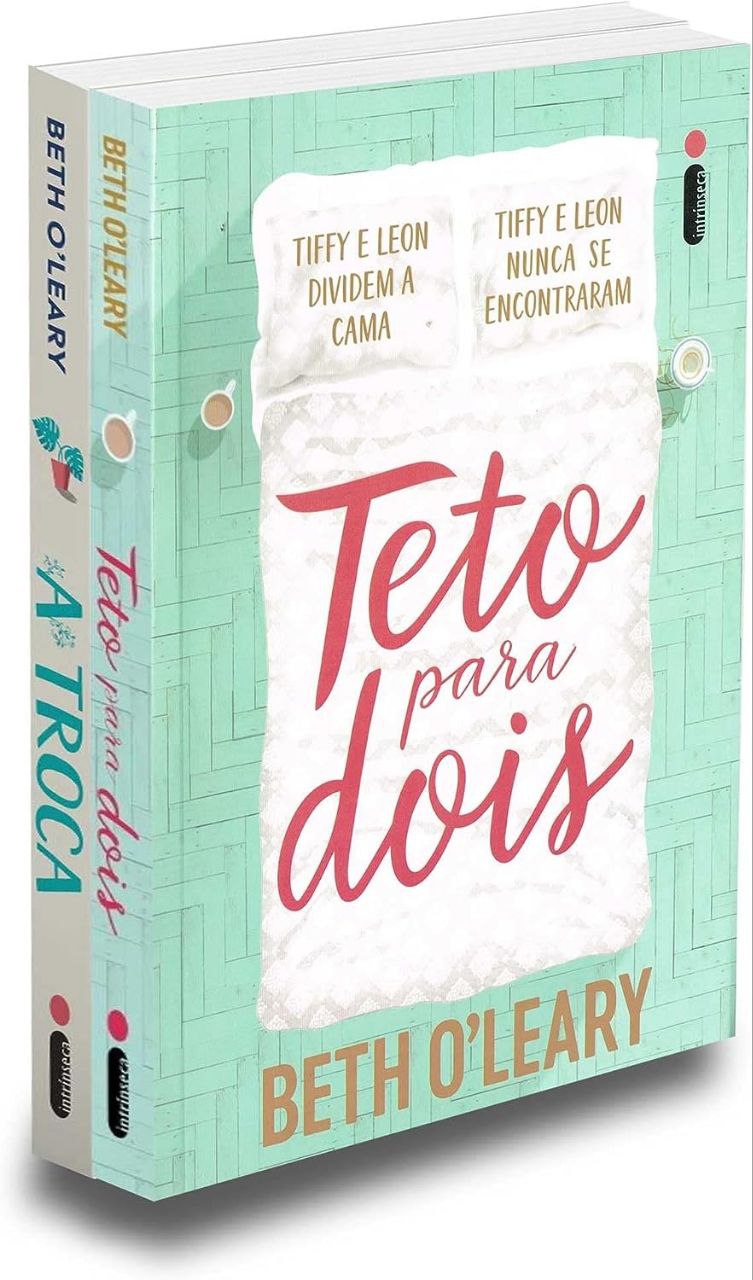 BETH O'LEARY
A TROCA
intrínseca
BETH O'LEARY
Teto para dois
intrínseca
TIFFY E LEON
DIVIDEM A
CAMA
TIFFY E LEON
NUNCA SE
ENCONTRARAM
intrínseca
Teto
para
dois
BETH O'LEARY